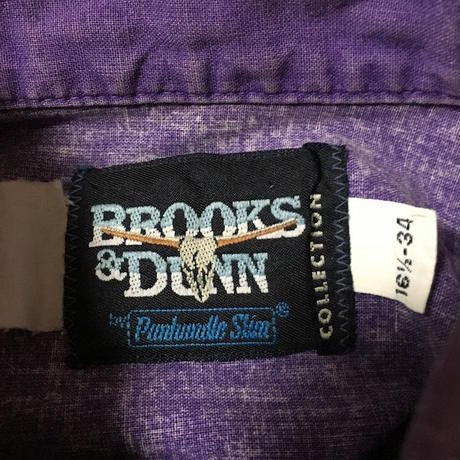 BROOKS
& DUNN
COLLECTION
by Panhandle Slim®
16½-34